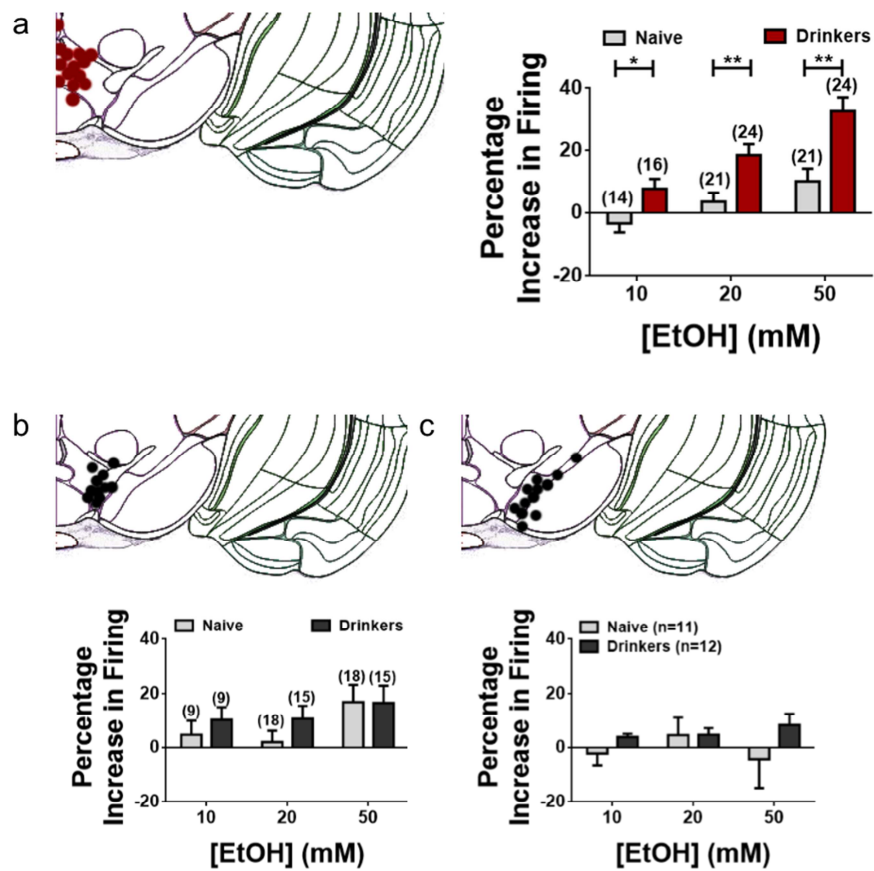 a
Naive Drinkers
* ** **
Percentage
Increase in Firing
40
20
0
-20
(14) (16) (21) (24) (21) (24)
10 20 50
[EtOH] (mM)
b
Naive Drinkers
Percentage
Increase in Firing
40
20
0
-20
(9) (9) (18) (15) (18) (15)
10 20 50
[EtOH] (mM)
c
Naive (n=11)
Drinkers (n=12)
Percentage
Increase in Firing
40
20
0
-20
10 20 50
[EtOH] (mM)